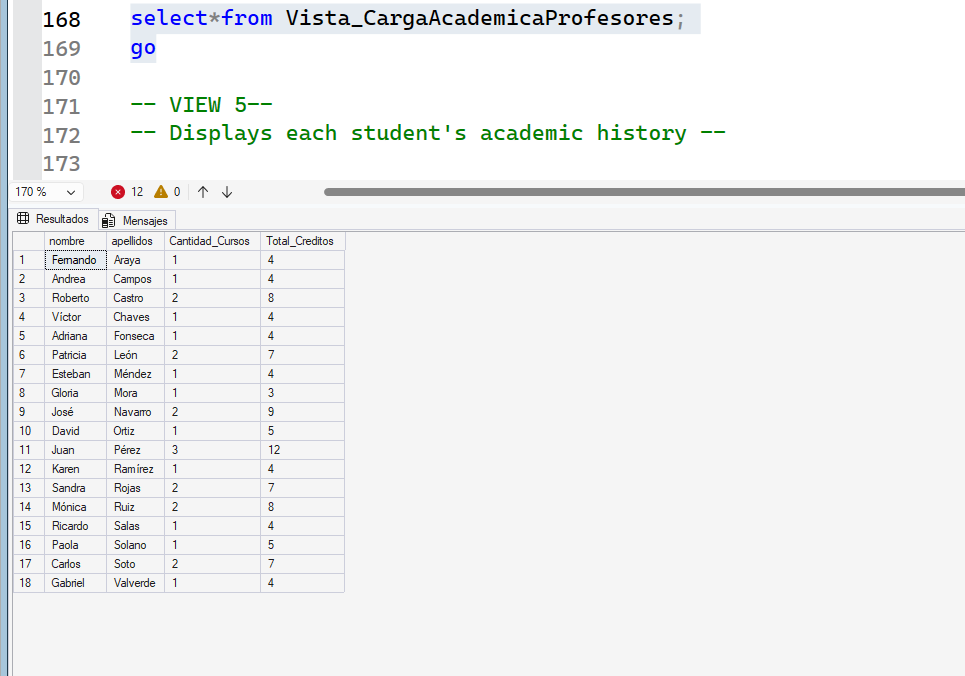 168 select*from Vista_CargaAcademicaProfesores;
169 go
170
171 -- VIEW 5--
172 -- Displays each student's academic history --
173
170 % 12 0
Resultados Mensajes
nombre apellidos Cantidad_Cursos Total_Creditos
1 Fernando Araya 1 4
2 Andrea Campos 1 4
3 Roberto Castro 2 8
4 Víctor Chaves 1 4
5 Adriana Fonseca 1 4
6 Patricia León 2 7
7 Esteban Méndez 1 4
8 Gloria Mora 1 3
9 José Navarro 2 9
10 David Ortiz 1 5
11 Juan Pérez 3 12
12 Karen Ramírez 1 4
13 Sandra Rojas 2 7
14 Mónica Ruiz 2 8
15 Ricardo Salas 1 4
16 Paola Solano 1 5
17 Carlos Soto 2 7
18 Gabriel Valverde 1 4